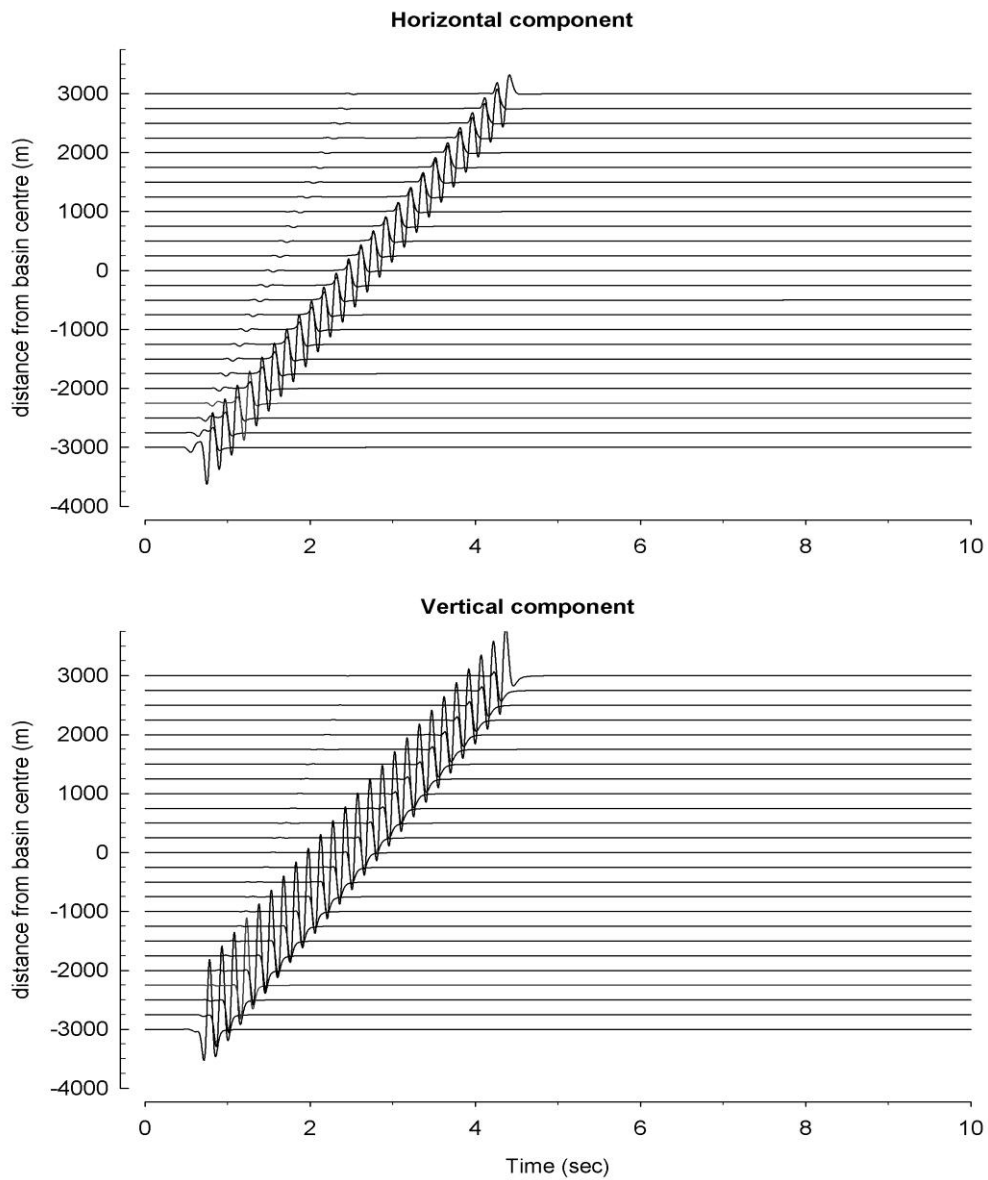 Horizontal component
distance from basin centre (m)
3000
2000
1000
0
-1000
-2000
-3000
-4000
0 2 4 6 8 10
Vertical component
distance from basin centre (m)
3000
2000
1000
0
-1000
-2000
-3000
-4000
0 2 4 6 8 10
Time (sec)